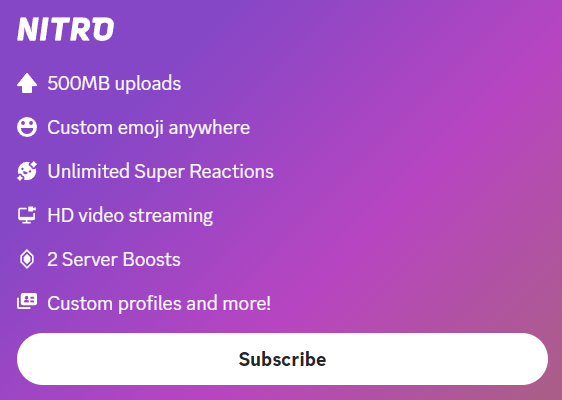 NITRO
500MB uploads
Custom emoji anywhere
Unlimited Super Reactions
HD video streaming
2 Server Boosts
Custom profiles and more!
Subscribe